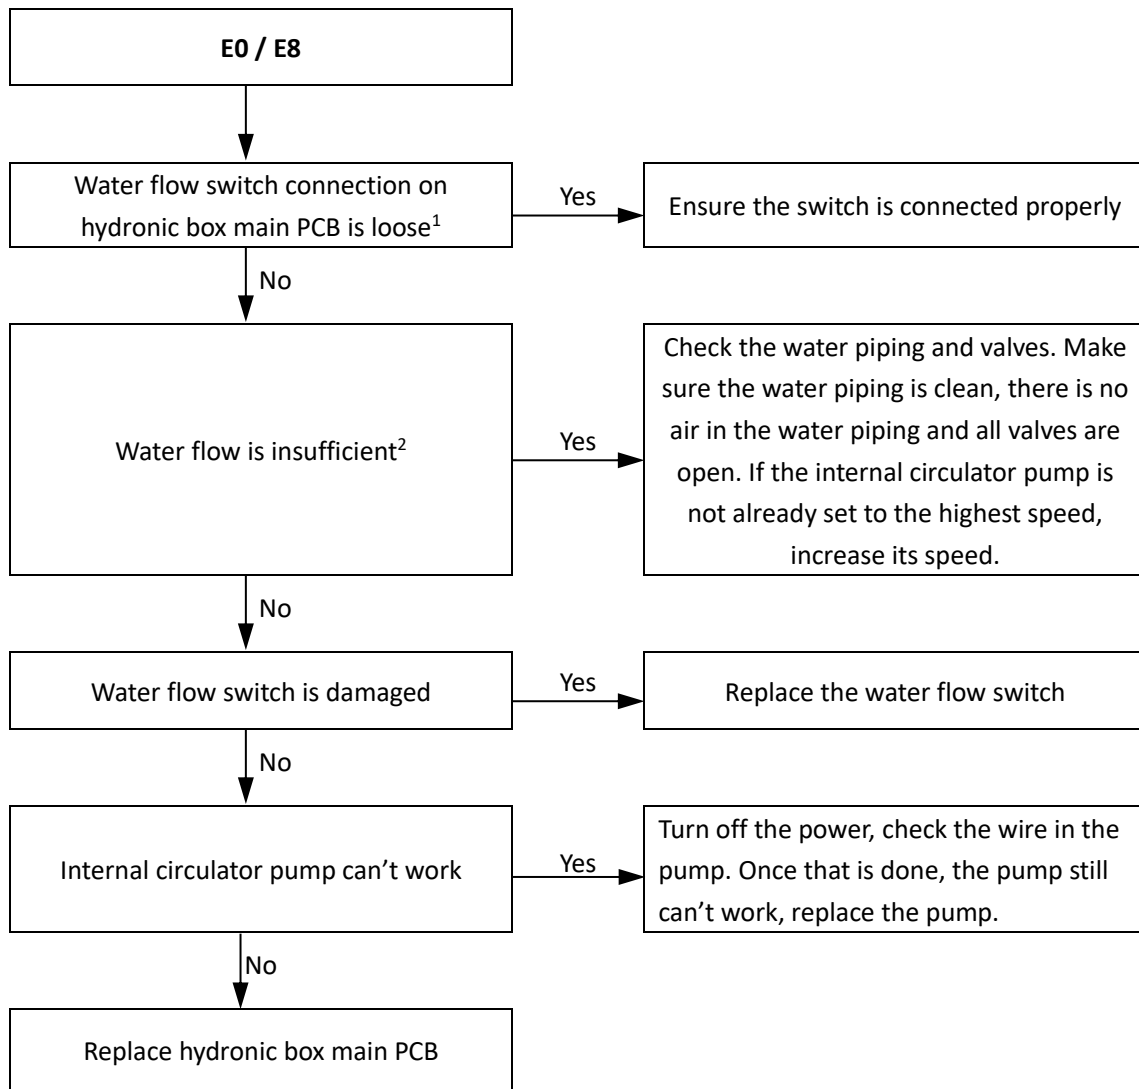 E0 / E8
Water flow switch connection on
hydronic box main PCB is loose1
Yes
Ensure the switch is connected properly
No
Water flow is insufficient2
Yes
Check the water piping and valves. Make
sure the water piping is clean, there is no
air in the water piping and all valves are
open. If the internal circulator pump is
not already set to the highest speed,
increase its speed.
No
Water flow switch is damaged
Yes
Replace the water flow switch
No
Internal circulator pump can’t work
Yes
Turn off the power, check the wire in the
pump. Once that is done, the pump still
can’t work, replace the pump.
No
Replace hydronic box main PCB